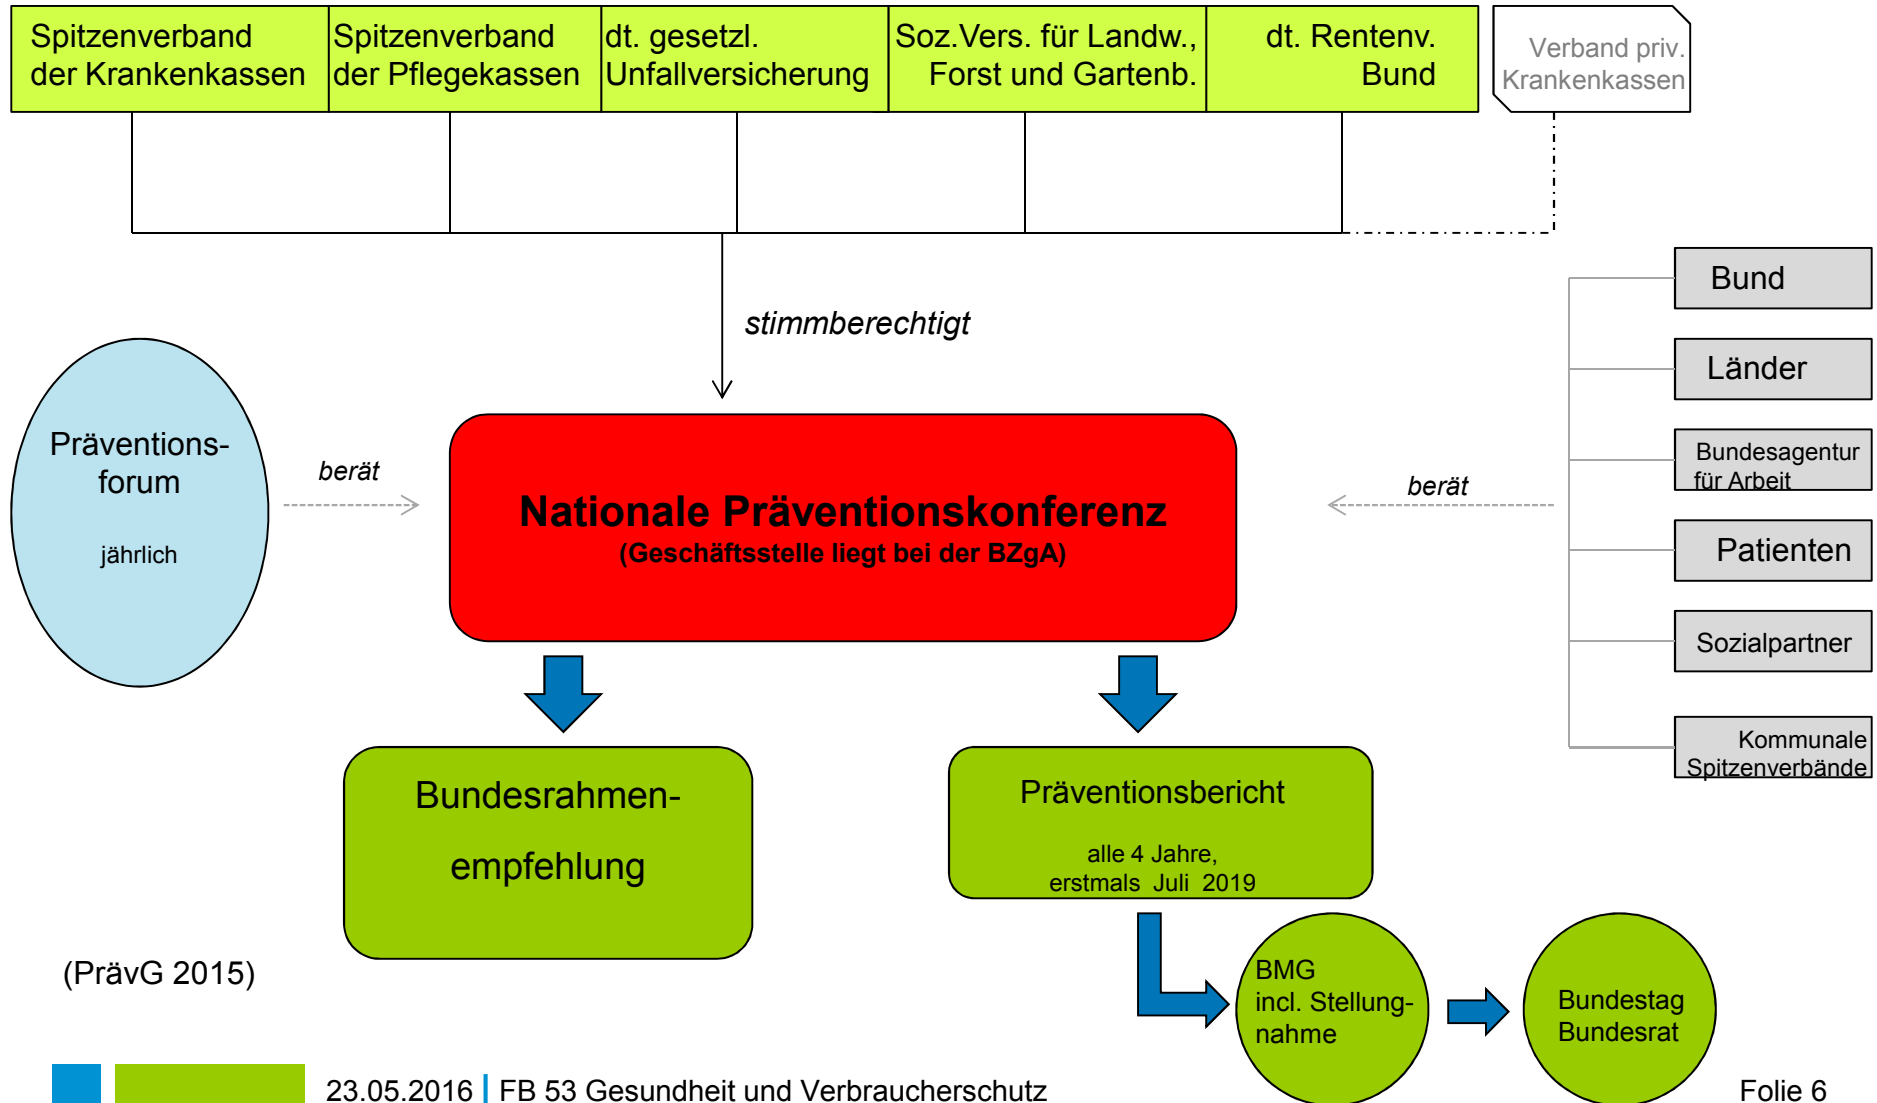 Spitzenverband
der Krankenkassen
Spitzenverband
der Pflegekassen
dt. gesetzl.
Unfallversicherung
Soz.Vers. für Landw.,
Forst und Gartenb.
dt. Rentenv.
Bund
Verband priv.
Krankenkassen
stimmberechtigt
Präventions-
forum
jährlich
berät
Nationale Präventionskonferenz
(Geschäftsstelle liegt bei der BZgA)
berät
Bund
Länder
Bundesagentur
für Arbeit
Patienten
Sozialpartner
Kommunale
Spitzenverbände
Bundesrahmen-
empfehlung
Präventionsbericht
alle 4 Jahre,
erstmals Juli 2019
BMG
incl. Stellung-
nahme
Bundestag
Bundesrat
(PrävG 2015)
23.05.2016 | FB 53 Gesundheit und Verbraucherschutz
Folie 6